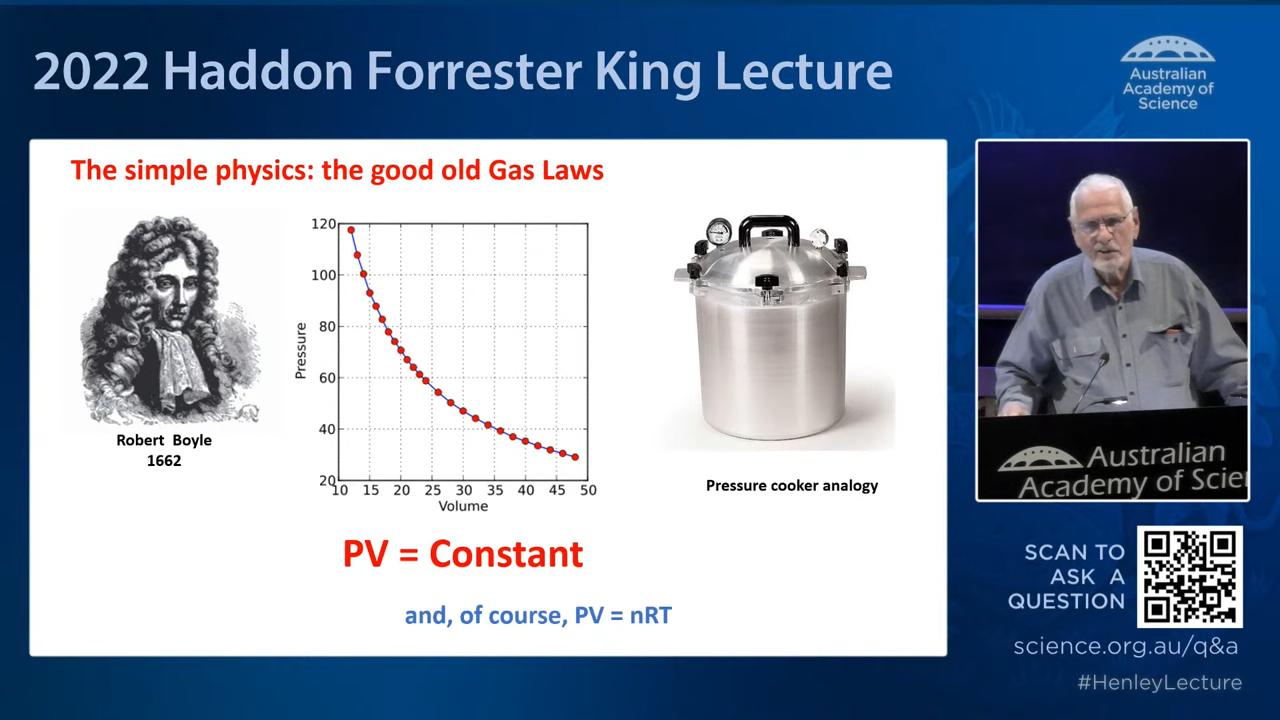 2022 Haddon Forrester King Lecture
Australian
Academy of
Science
The simple physics: the good old Gas Laws
Robert Boyle
1662
Pressure
120
100
80
60
40
20
10 15 20 25 30 35 40 45 50
Volume
Pressure cooker analogy
PV = Constant
and, of course, PV = nRT
Australian
Academy of Scie
SCAN TO
ASK A
QUESTION
science.org.au/q&a
#HenleyLecture